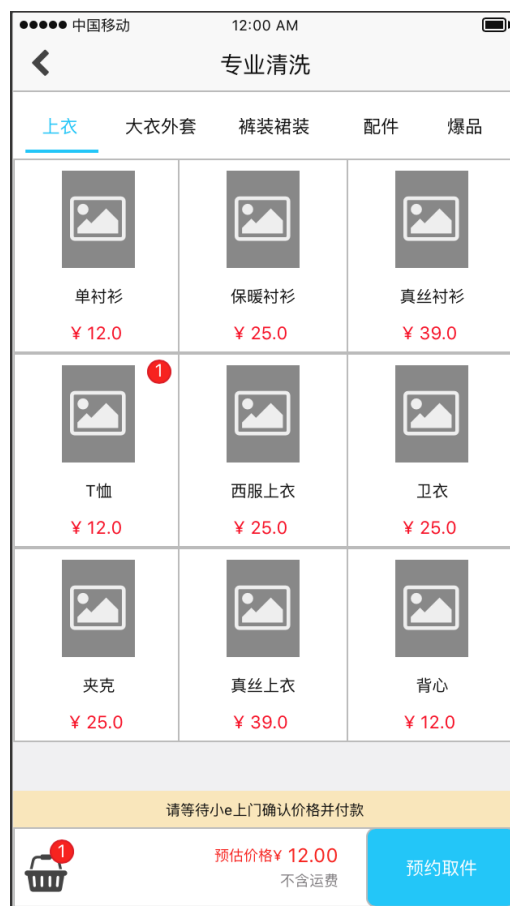 中国移动 12:00 AM
专业清洗
上衣 大衣外套 裤装裙装 配件 爆品
单衬衫 保暖衬衫 真丝衬衫
¥ 12.0 ¥ 25.0 ¥ 39.0
1
T恤 西服上衣 卫衣
¥ 12.0 ¥ 25.0 ¥ 25.0
夹克 真丝上衣 背心
¥ 25.0 ¥ 39.0 ¥ 12.0
请等待小e上门确认价格并付款
1
预估价格¥ 12.00
不含运费
预约取件